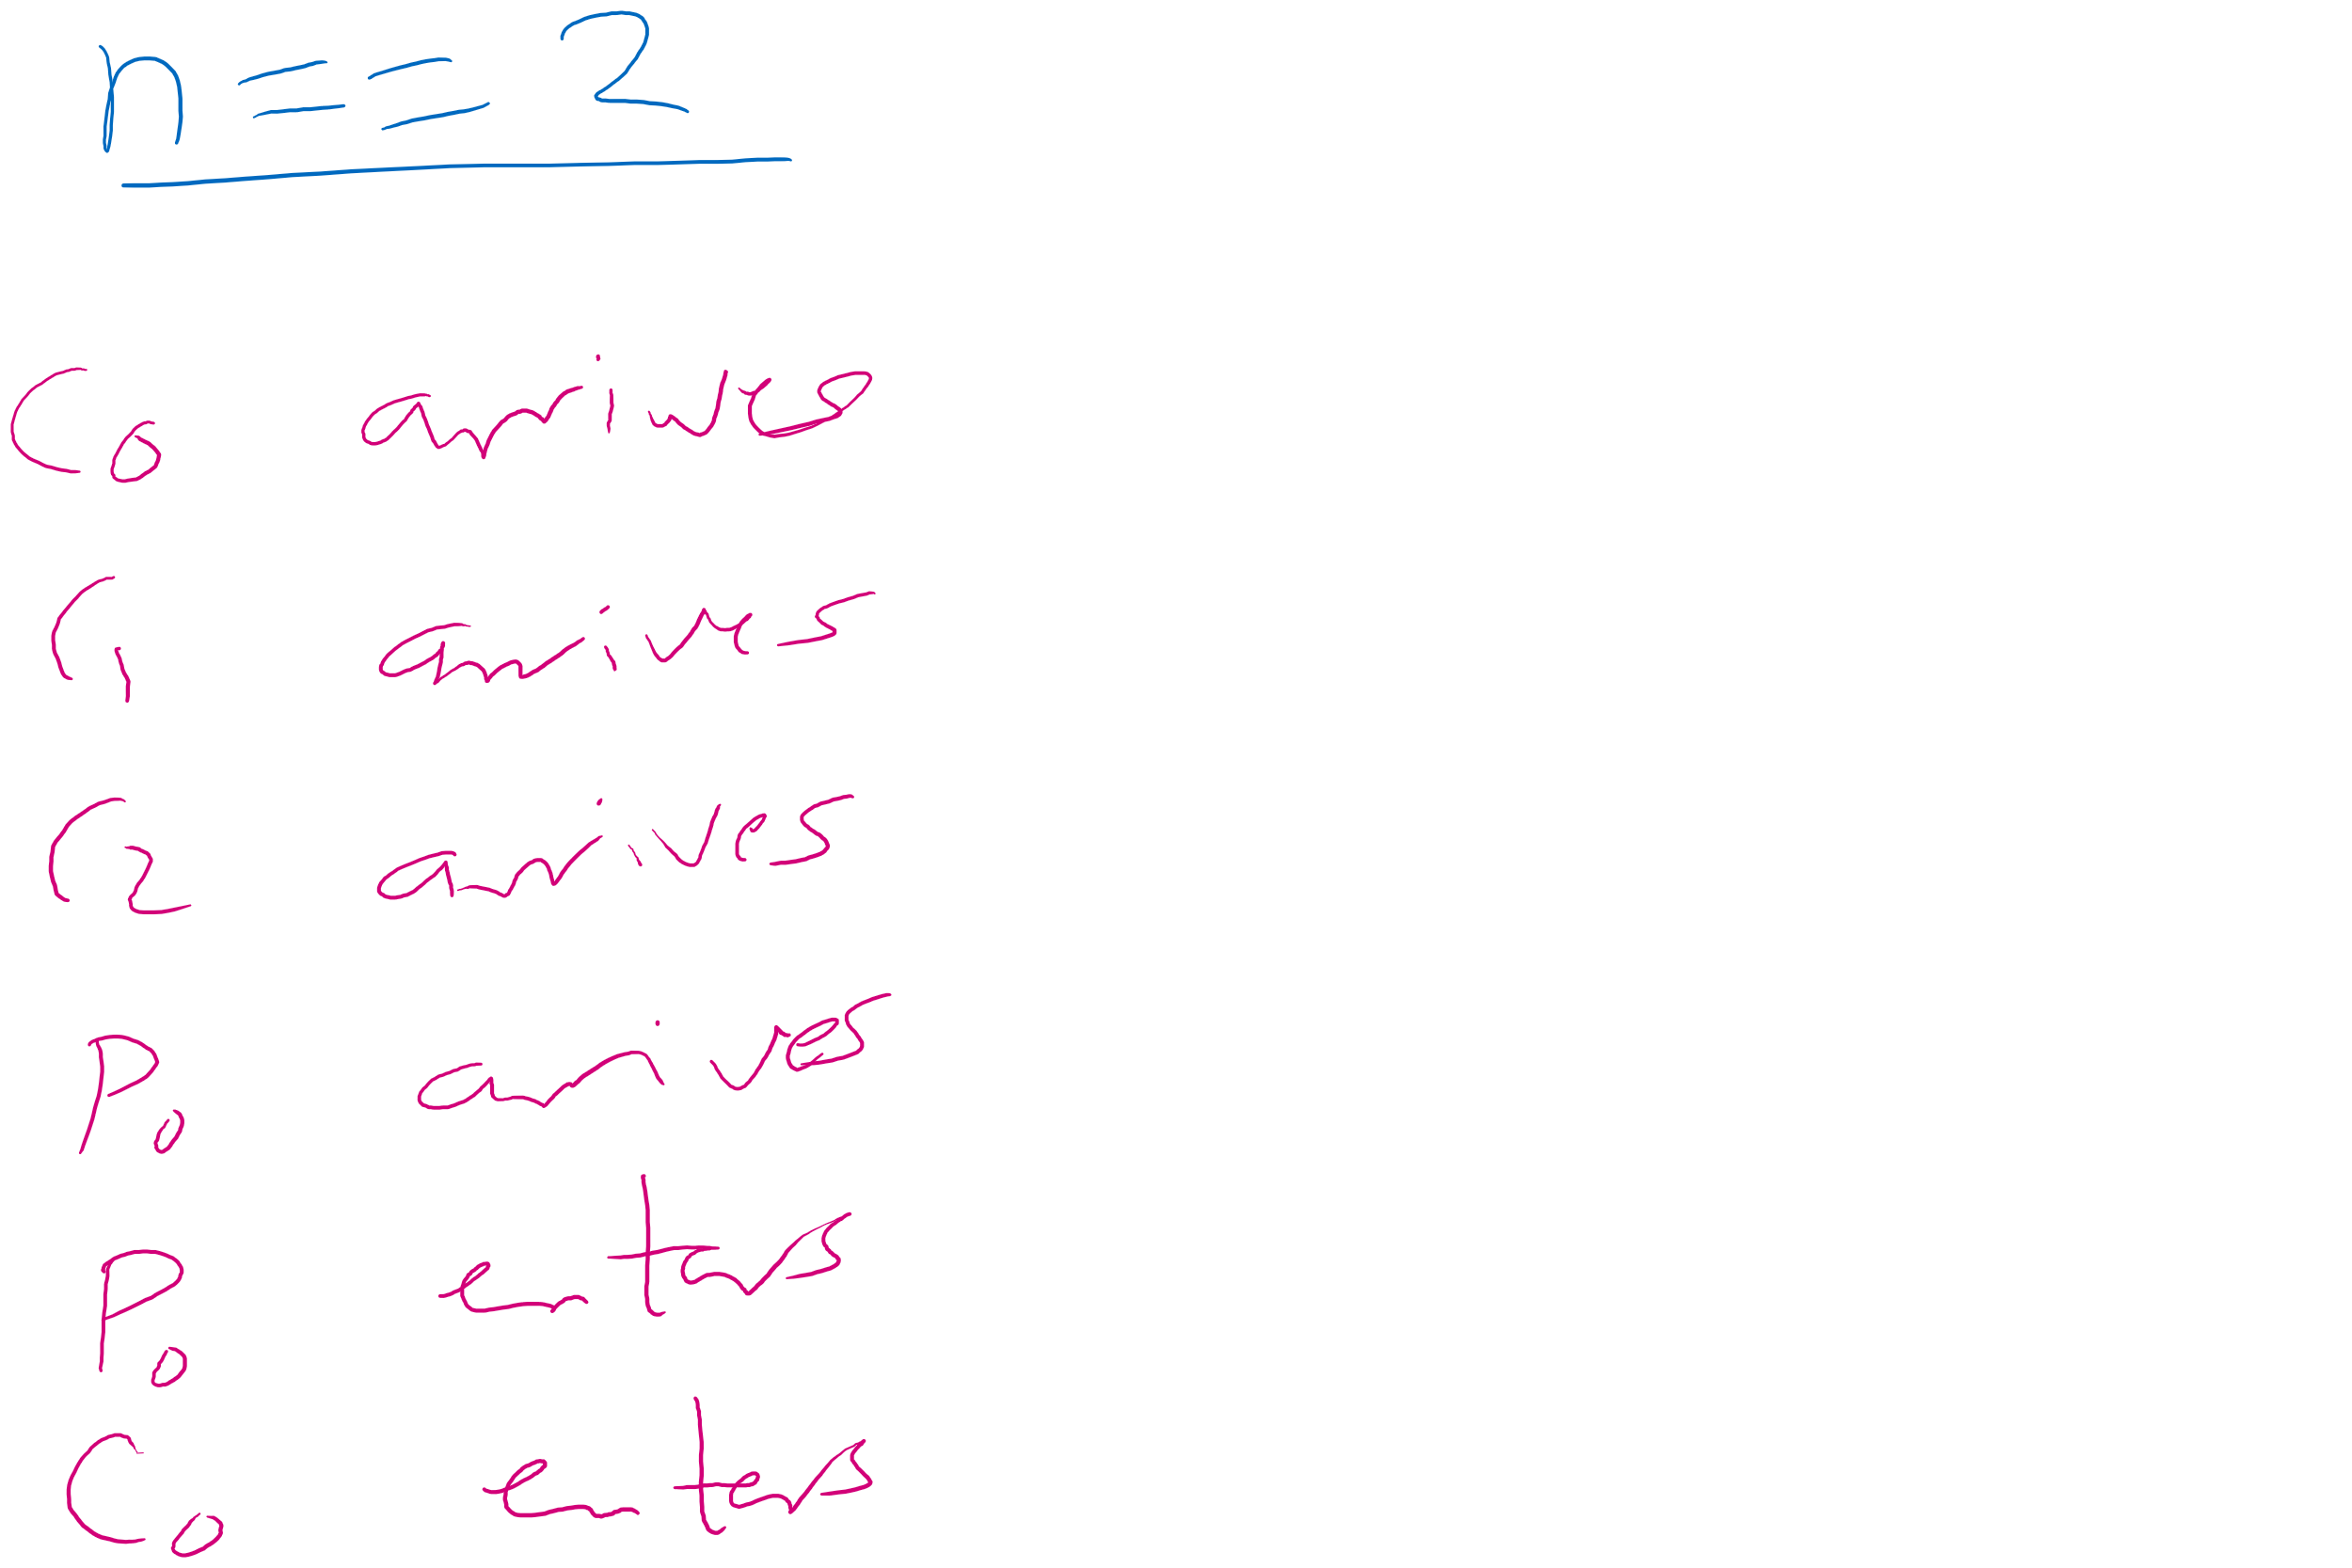 n == 2
C0 arrives
C1 arrives
C2 arrives
P0 arrives
P0 enters
C0 enters